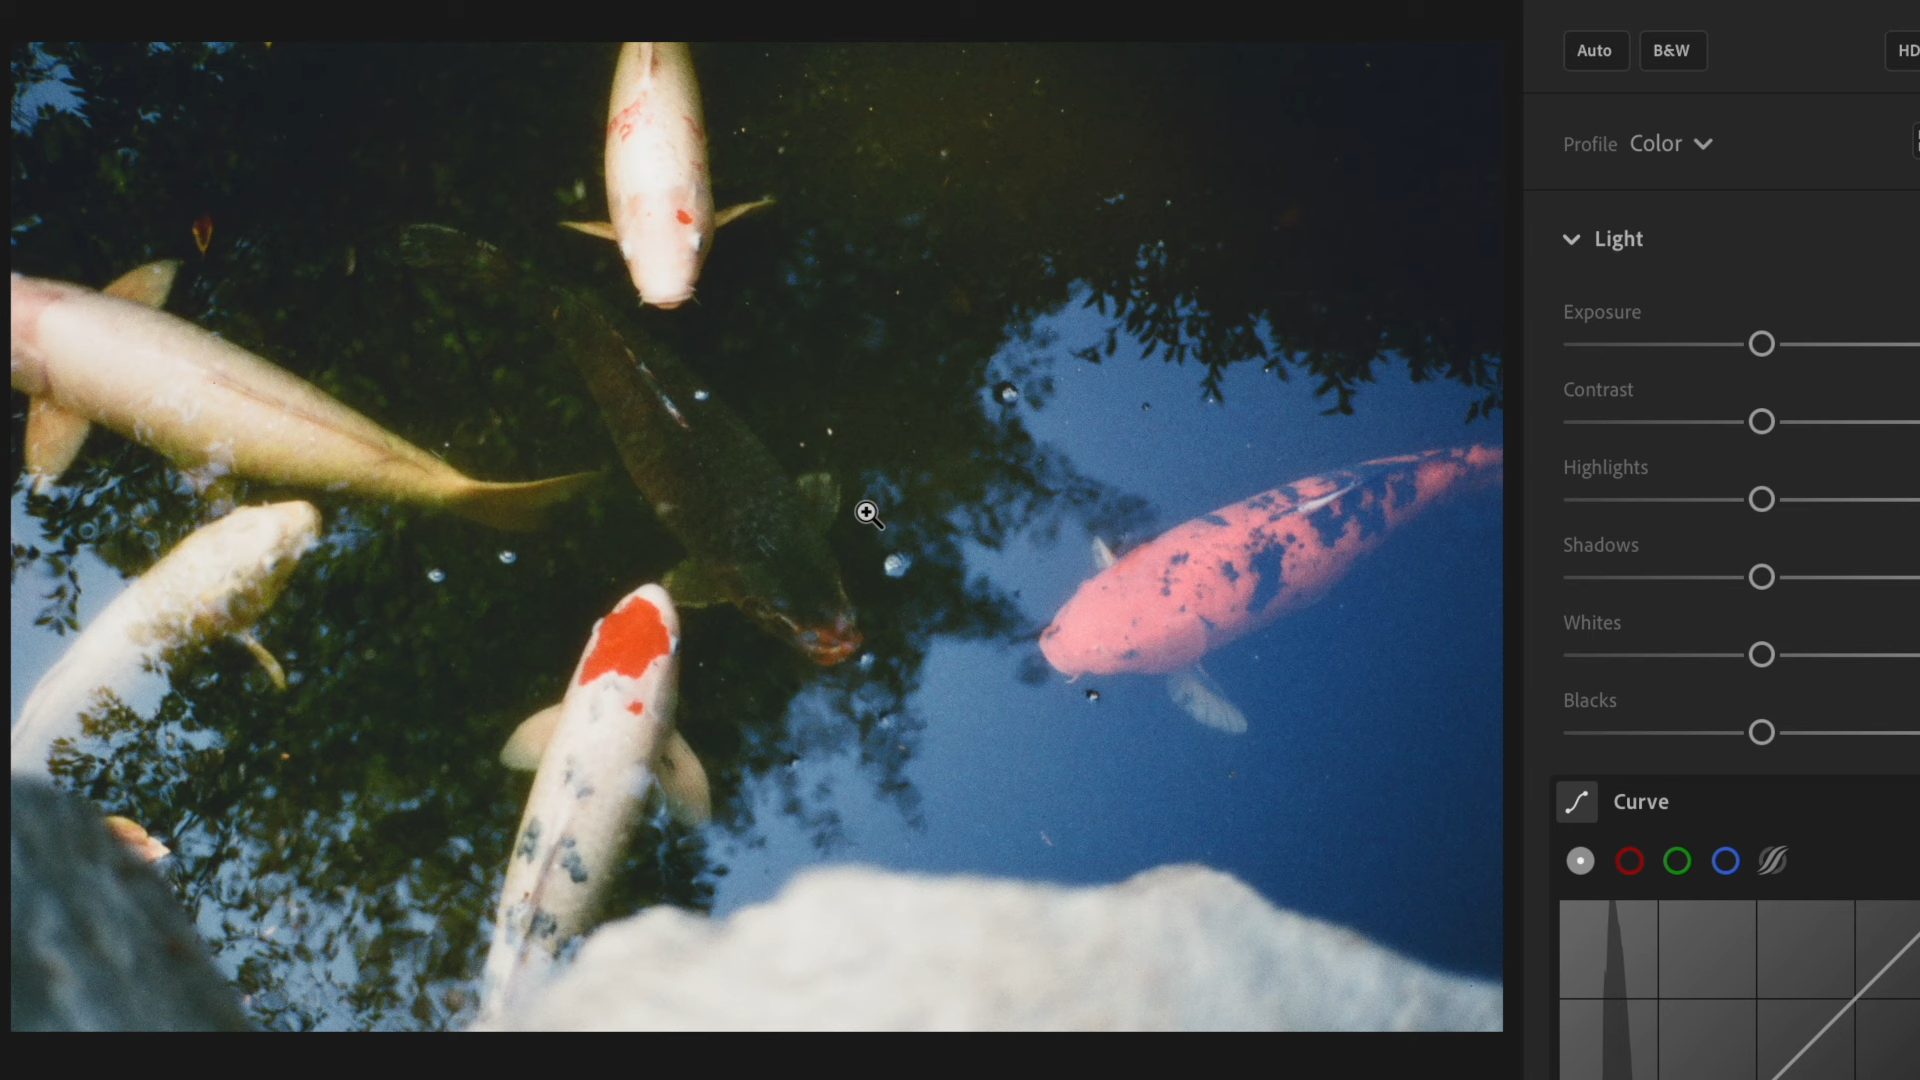 Auto B&W HD
Profile Color
Light
Exposure
Contrast
Highlights
Shadows
Whites
Blacks
Curve